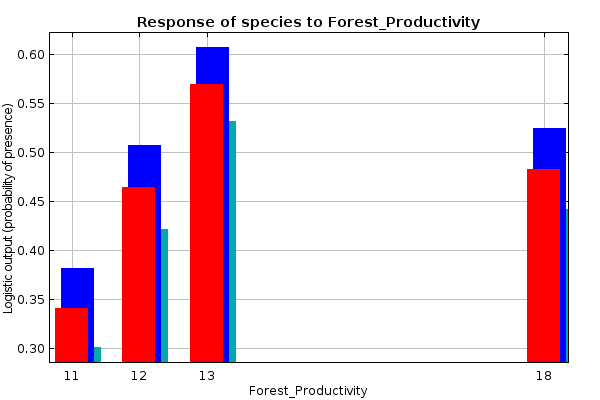 Response of species to Forest_Productivity
Logistic output (probability of presence)
0.60
0.55
0.50
0.45
0.40
0.35
0.30
11 12 13 18
Forest_Productivity